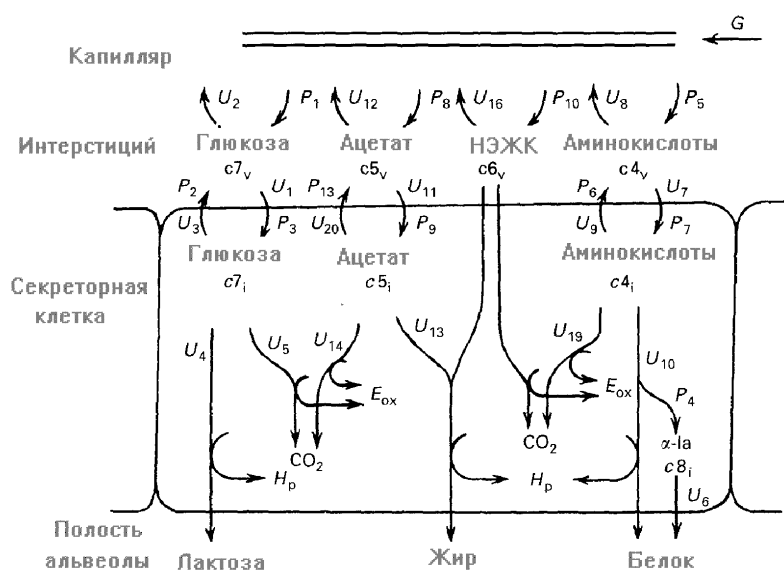 G
Капилляр
U2 P1 U12 P8 U16 P10 U8 P5
Интерстиций Глюкоза Ацетат НЭЖК Аминокислоты
c7v c5v c6v c4v
P2 U1 P13 U11 P6 U7
U3 P3 U20 P9 U9 P7
Глюкоза Ацетат Аминокислоты
Секреторная c7i c5i c4i
клетка
U4 U5 U14 U13 U19 U10
Eox Eox P4
CO2 CO2 α-la
Hp Hp c8i
U6
Полость
альвеолы Лактоза Жир Белок